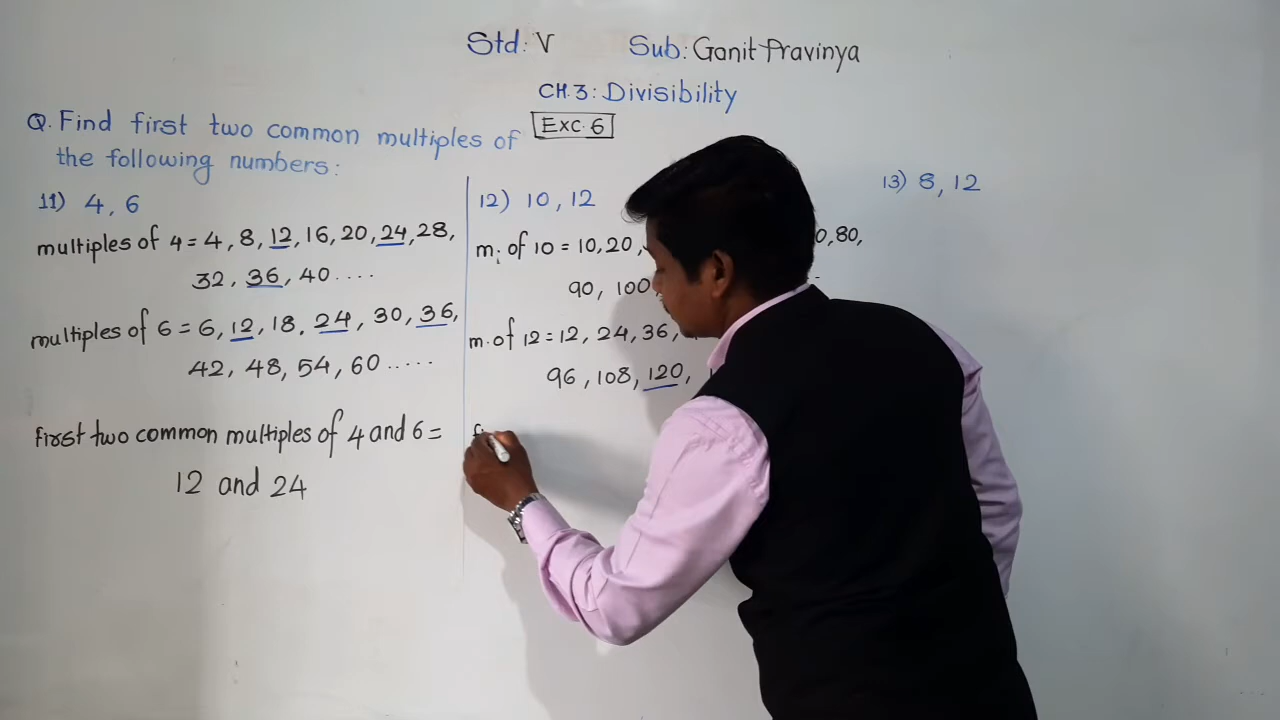 Std: V Sub: Ganit Pravinya
CH.3: Divisibility
Exc. 6
Q. Find first two common multiples of
the following numbers:
11) 4, 6
multiples of 4 = 4, 8, 12, 16, 20, 24, 28,
32, 36, 40 ....
multiples of 6 = 6, 12, 18, 24, 30, 36,
42, 48, 54, 60 .....
first two common multiples of 4 and 6 =
12 and 24
12) 10, 12
m. of 10 = 10, 20, 80,
90, 100
m. of 12 = 12, 24, 36,
96, 108, 120,
13) 8, 12